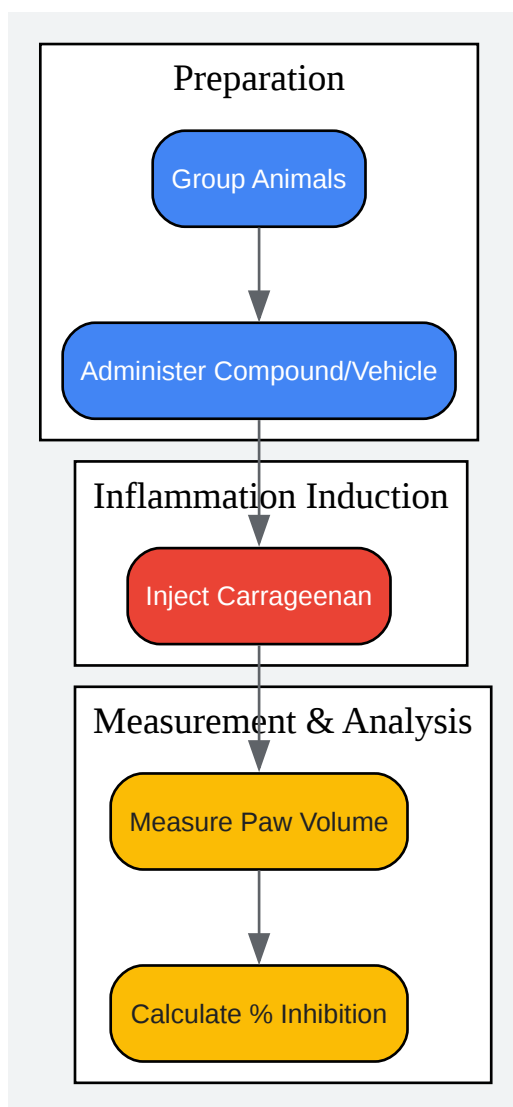 Preparation
Group Animals
Administer Compound/Vehicle
Inflammation Induction
Inject Carrageenan
Measurement & Analysis
Measure Paw Volume
Calculate % Inhibition